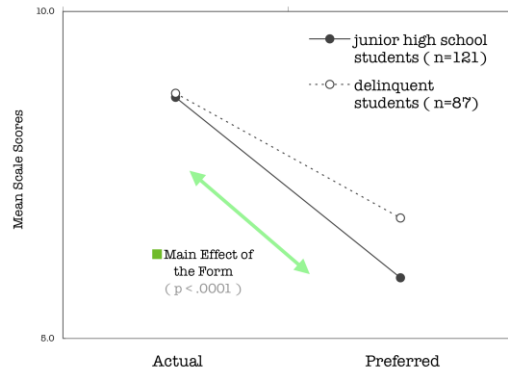 10.0
junior high school
students ( n=121)
delinquent
students ( n=87)
Mean Scale Scores
Main Effect of
the Form
( p < .0001 )
8.0
Actual
Preferred